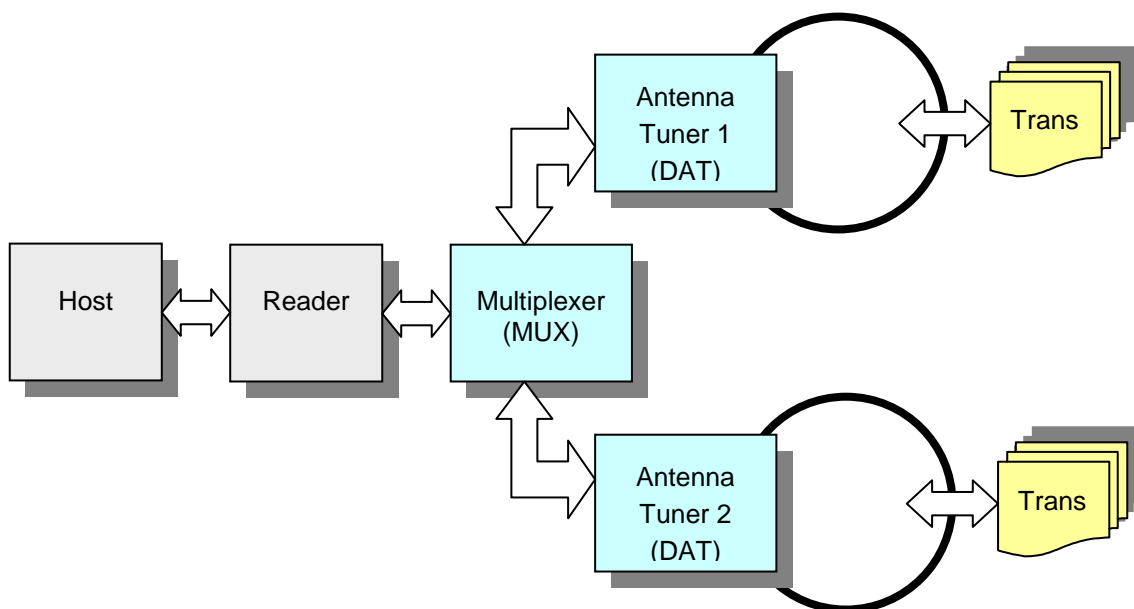 Antenna
Tuner 1
(DAT)
Trans
Host
Reader
Multiplexer
(MUX)
Antenna
Tuner 2
(DAT)
Trans